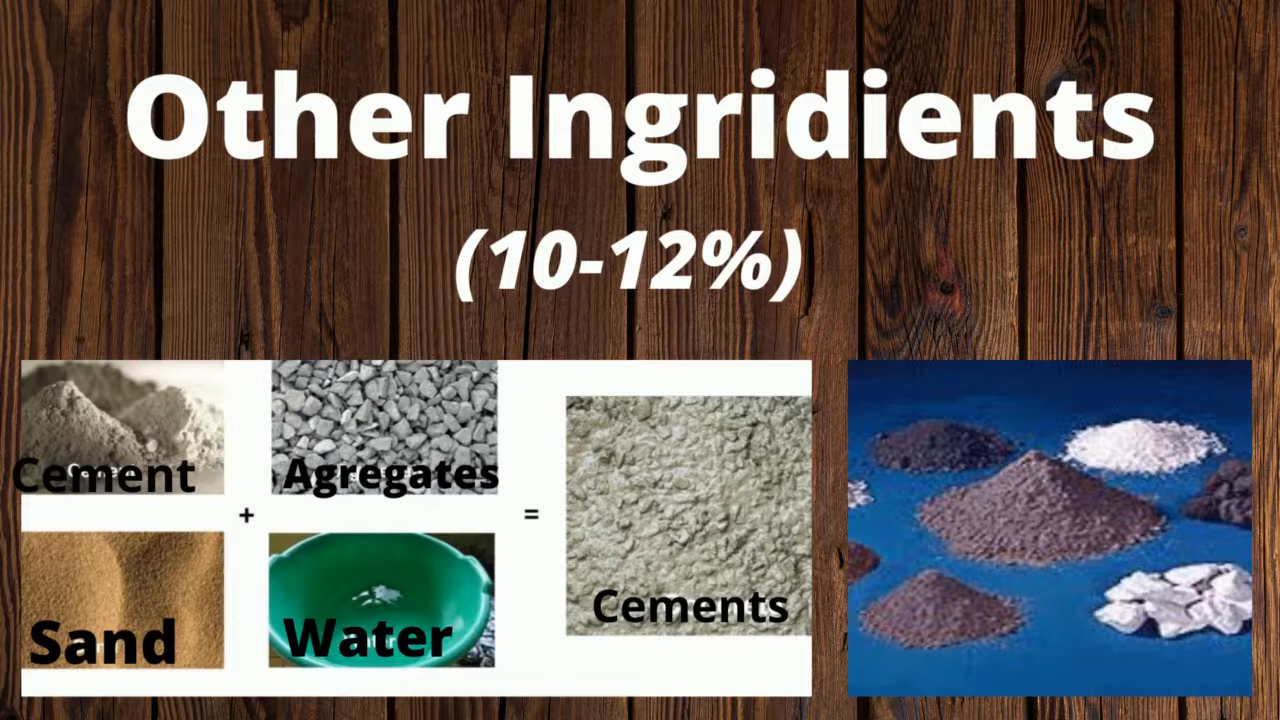 Other Ingridients
(10-12%)
Cement
Agregates
+
=
Sand
Water
Cements